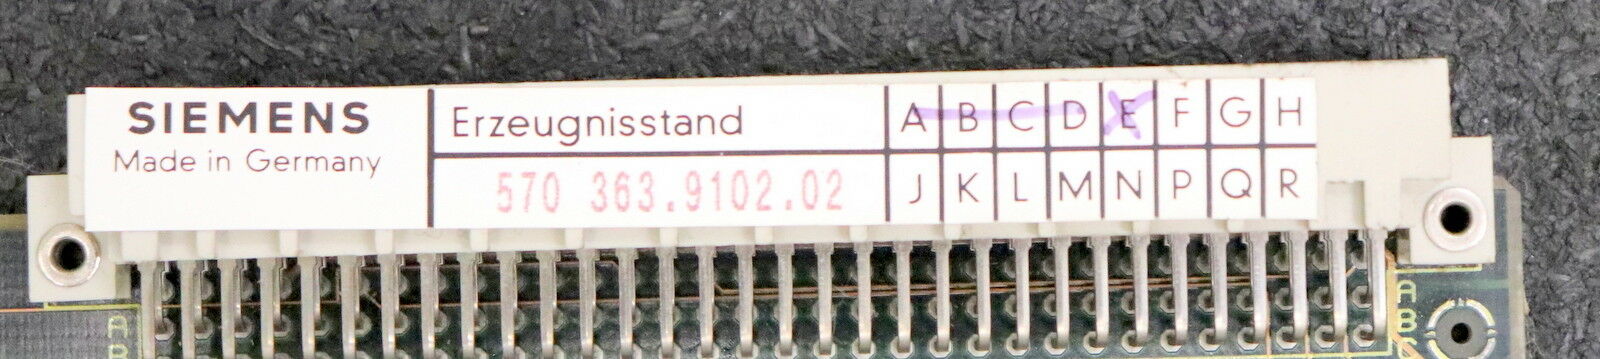 SIEMENS
Made in Germany
Erzeugnisstand
570 363.9102.02
A B C D E F G H
J K L M N P Q R
A
B
C
D
B